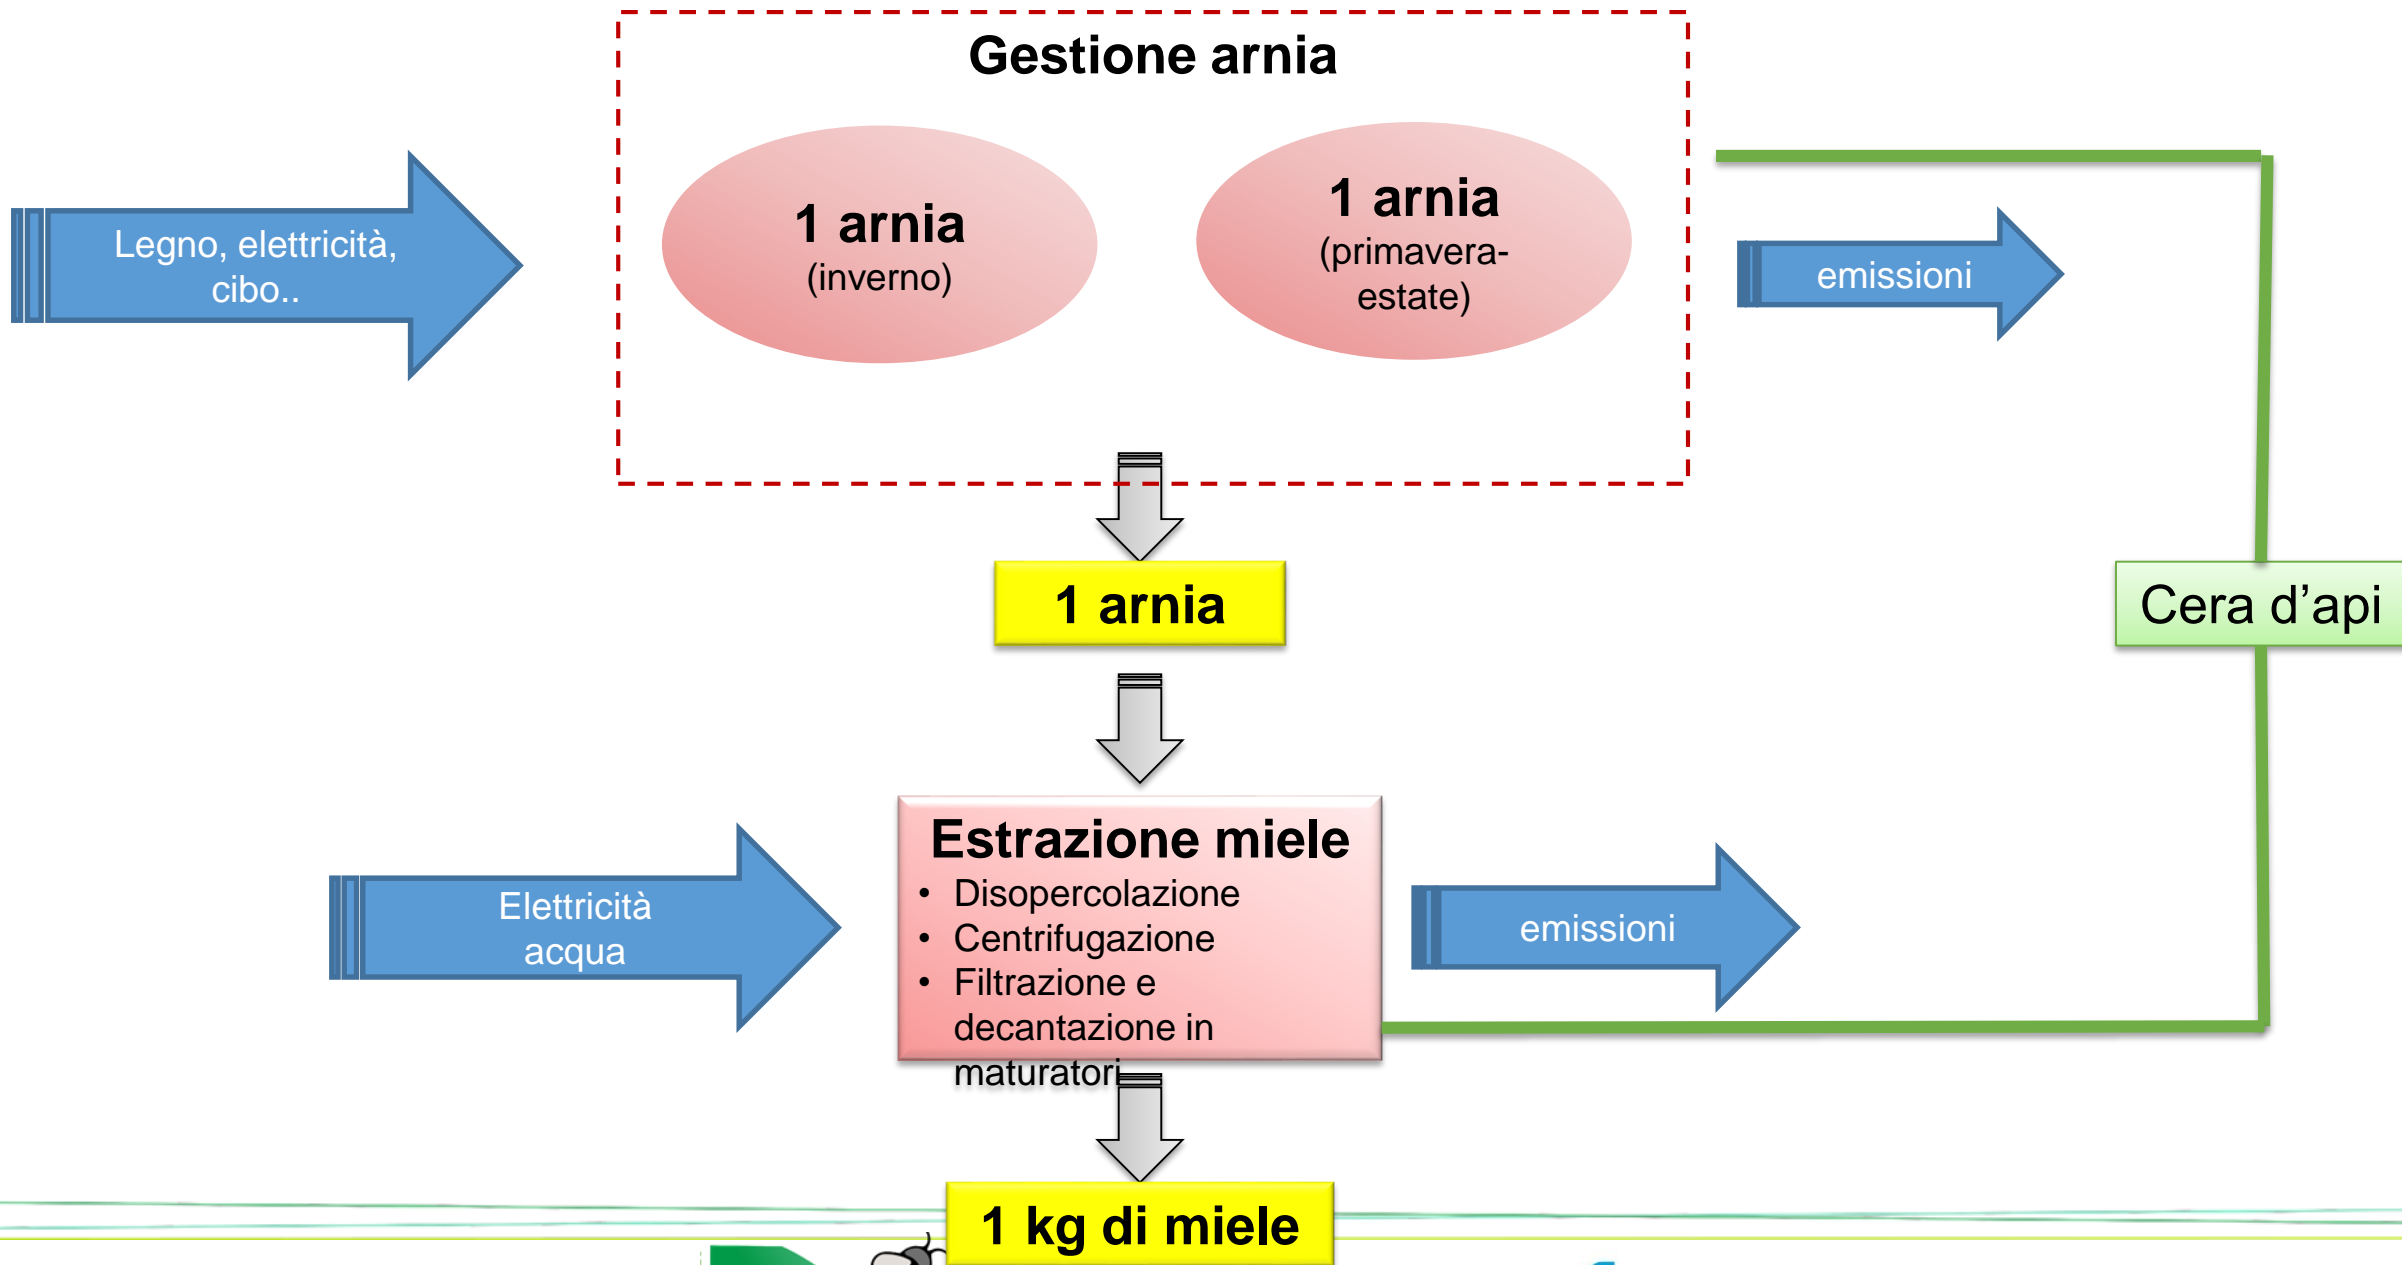 Gestione arnia
1 arnia
(inverno)
1 arnia
(primavera-
estate)
Legno, elettricità,
cibo..
emissioni
1 arnia
Cera d’api
Estrazione miele
• Disopercolazione
• Centrifugazione
• Filtrazione e
decantazione in
maturatori
Elettricità
acqua
emissioni
1 kg di miele